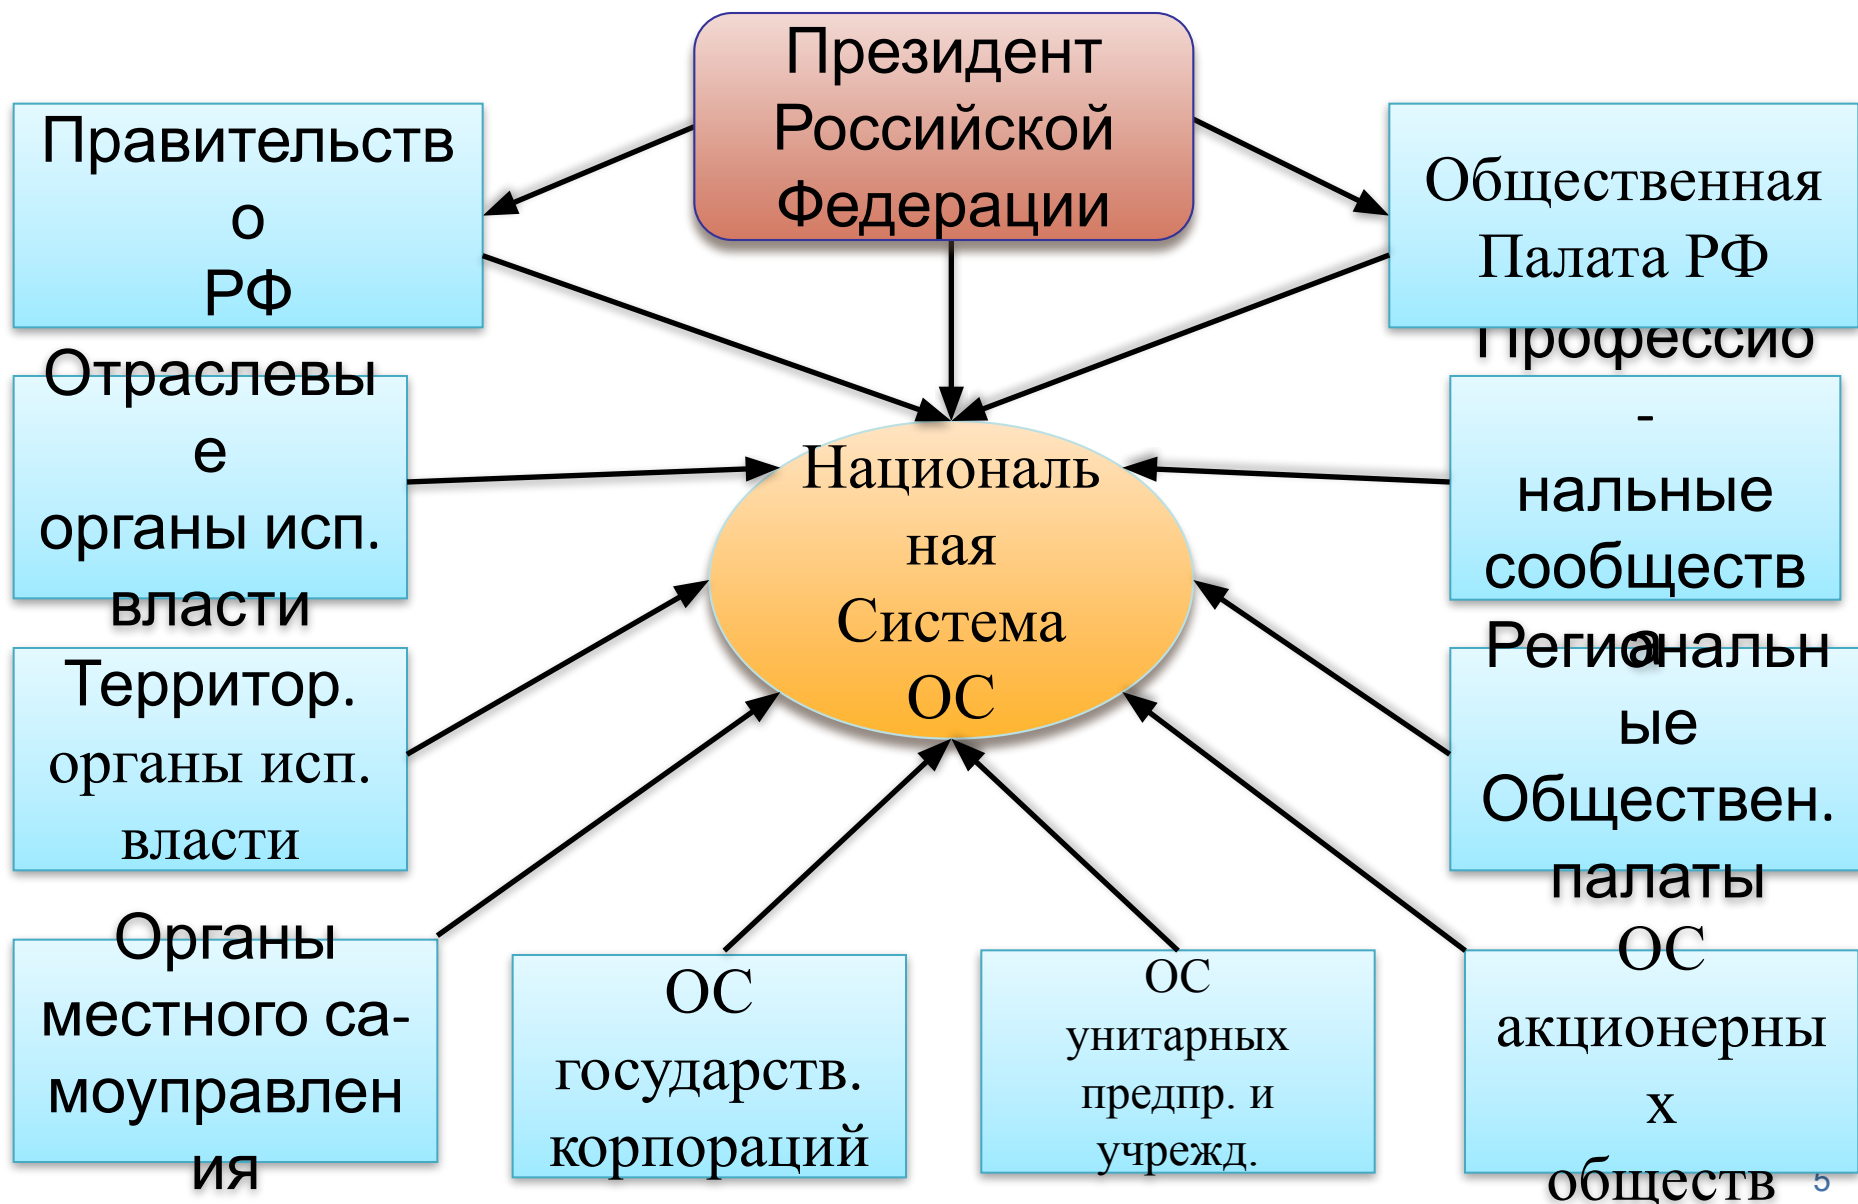 Президент
Российской
Федерации
Правительств
о
РФ
Общественная
Палата РФ
Отраслевы
е
органы исп.
власти
Профессио
-
нальные
сообществ
а
Националь
ная
Система
ОС
Территор.
органы исп.
власти
Региональн
ые
Обществен.
палаты
Органы
местного са-
моуправлен
ия
ОС
государств.
корпораций
ОС
унитарных
предпр. и
учрежд.
ОС
акционерны
х
обществ
5